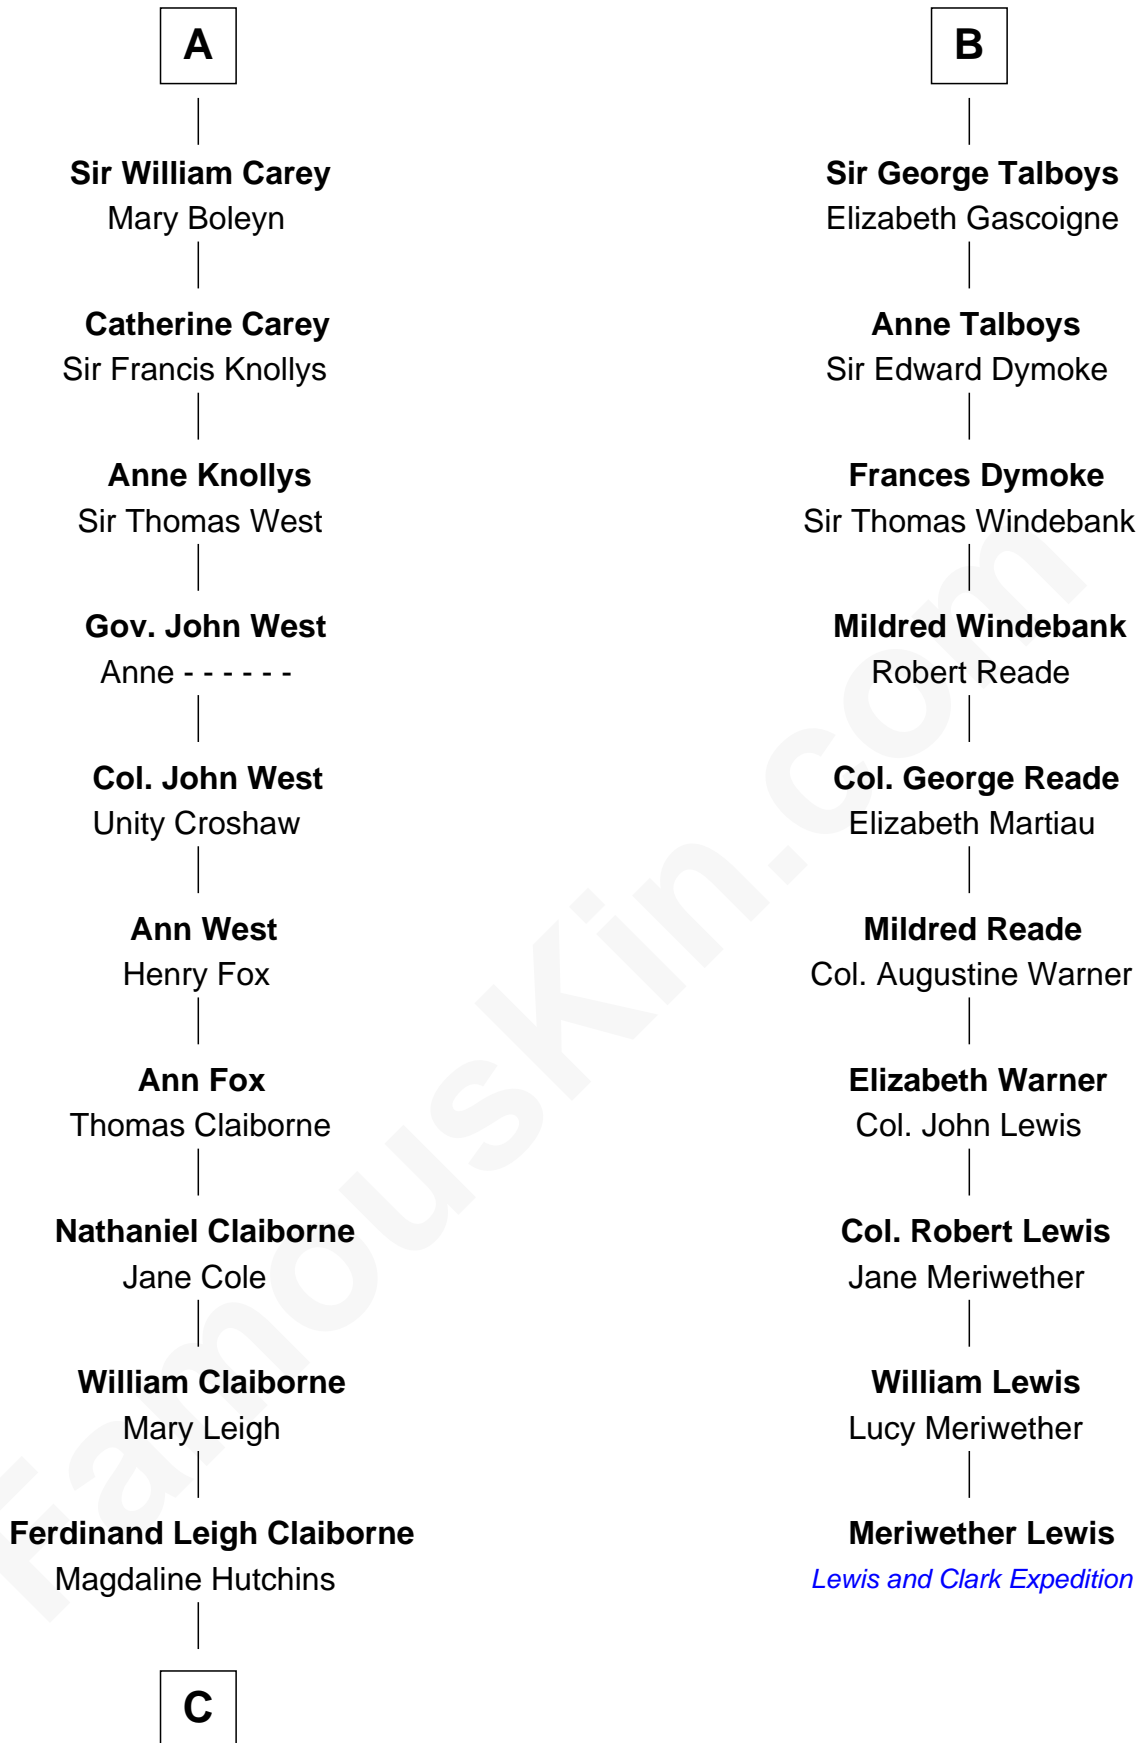 A
Sir William Carey
Mary Boleyn
Catherine Carey
Sir Francis Knollys
Anne Knollys
Sir Thomas West
Gov. John West
Anne - - - - - -
Col. John West
Unity Croshaw
Ann West
Henry Fox
Ann Fox
Thomas Claiborne
Nathaniel Claiborne
Jane Cole
William Claiborne
Mary Leigh
Ferdinand Leigh Claiborne
Magdaline Hutchins
C
B
Sir George Talboys
Elizabeth Gascoigne
Anne Talboys
Sir Edward Dymoke
Frances Dymoke
Sir Thomas Windebank
Mildred Windebank
Robert Reade
Col. George Reade
Elizabeth Martiau
Mildred Reade
Col. Augustine Warner
Elizabeth Warner
Col. John Lewis
Col. Robert Lewis
Jane Meriwether
William Lewis
Lucy Meriwether
Meriwether Lewis
Lewis and Clark Expedition
FamousKin.com